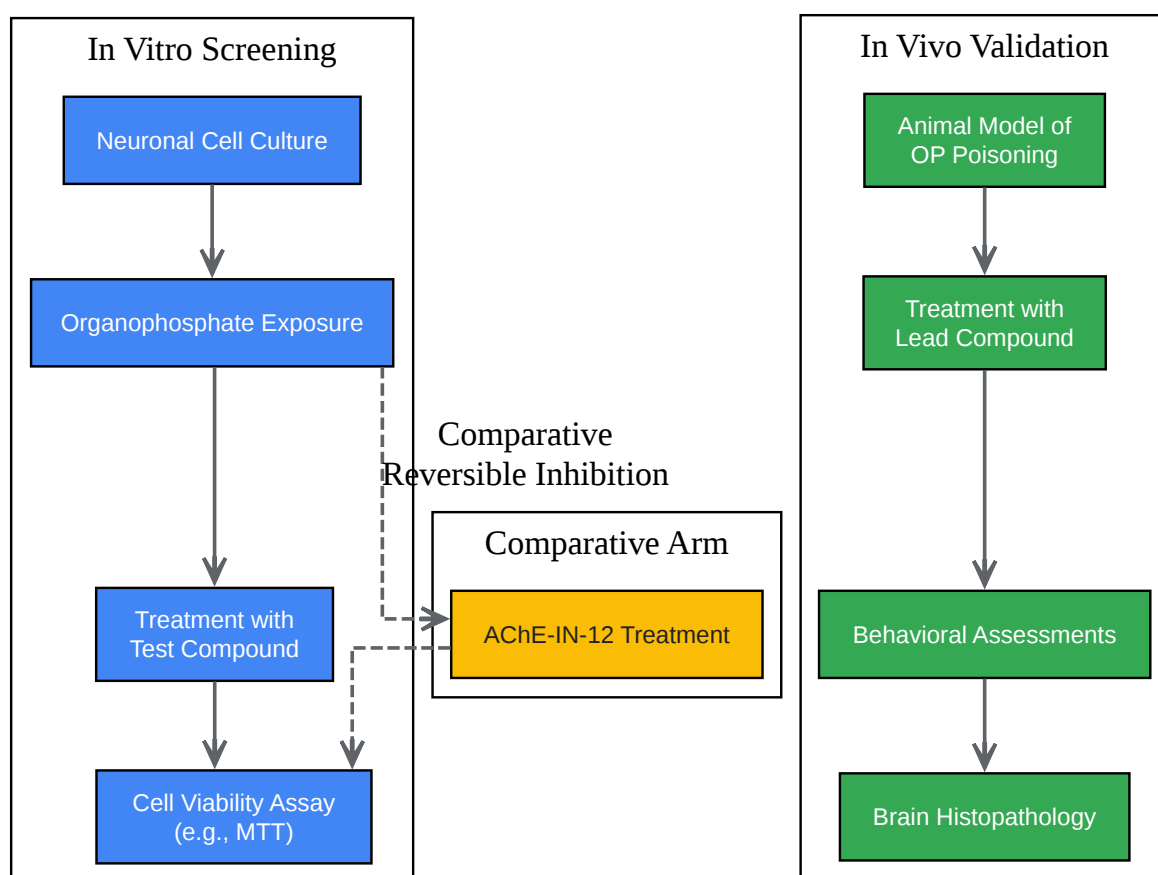 In Vitro Screening
Neuronal Cell Culture
Organophosphate Exposure
Treatment with
Test Compound
Cell Viability Assay
(e.g., MTT)
Comparative
Reversible Inhibition
Comparative Arm
AChE-IN-12 Treatment
In Vivo Validation
Animal Model of
OP Poisoning
Treatment with
Lead Compound
Behavioral Assessments
Brain Histopathology